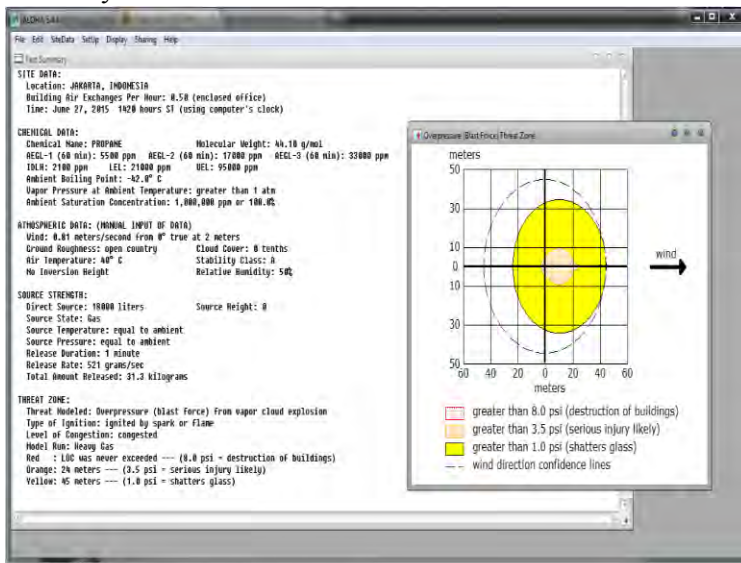 ALOHA 5.4.4
File Edit SiteData SetUp Display Sharing Help
Text Summary
SITE DATA:
Location: JAKARTA, INDONESIA
Building Air Exchanges Per Hour: 0.50 (enclosed office)
Time: June 27, 2015 1420 hours ST (using computer's clock)
CHEMICAL DATA:
Chemical Name: PROPANE Molecular Weight: 44.10 g/mol
AEGL-1 (60 min): 5500 ppm AEGL-2 (60 min): 17000 ppm AEGL-3 (60 min): 33000 ppm
IDLH: 2100 ppm LEL: 21000 ppm UEL: 95000 ppm
Ambient Boiling Point: -42.0° C
Vapor Pressure at Ambient Temperature: greater than 1 atm
Ambient Saturation Concentration: 1,000,000 ppm or 100.0%
ATMOSPHERIC DATA: (MANUAL INPUT OF DATA)
Wind: 0.01 meters/second from 0° true at 2 meters
Ground Roughness: open country Cloud Cover: 0 tenths
Air Temperature: 40° C Stability Class: A
No Inversion Height Relative Humidity: 50%
SOURCE STRENGTH:
Direct Source: 18000 liters Source Height: 0
Source State: Gas
Source Temperature: equal to ambient
Source Pressure: equal to ambient
Release Duration: 1 minute
Release Rate: 521 grams/sec
Total Amount Released: 31.3 kilograms
THREAT ZONE:
Threat Modeled: Overpressure (blast force) from vapor cloud explosion
Type of Ignition: ignited by spark or flame
Level of Congestion: congested
Model Run: Heavy Gas
Red : LOC was never exceeded --- (8.0 psi = destruction of buildings)
Orange: 24 meters --- (3.5 psi = serious injury likely)
Yellow: 45 meters --- (1.0 psi = shatters glass)
Overpressure (Blast Force) Threat Zone
meters
50
30
10
0
10
30
50
60 40 20 0 20 40 60
meters
wind
greater than 8.0 psi (destruction of buildings)
greater than 3.5 psi (serious injury likely)
greater than 1.0 psi (shatters glass)
wind direction confidence lines